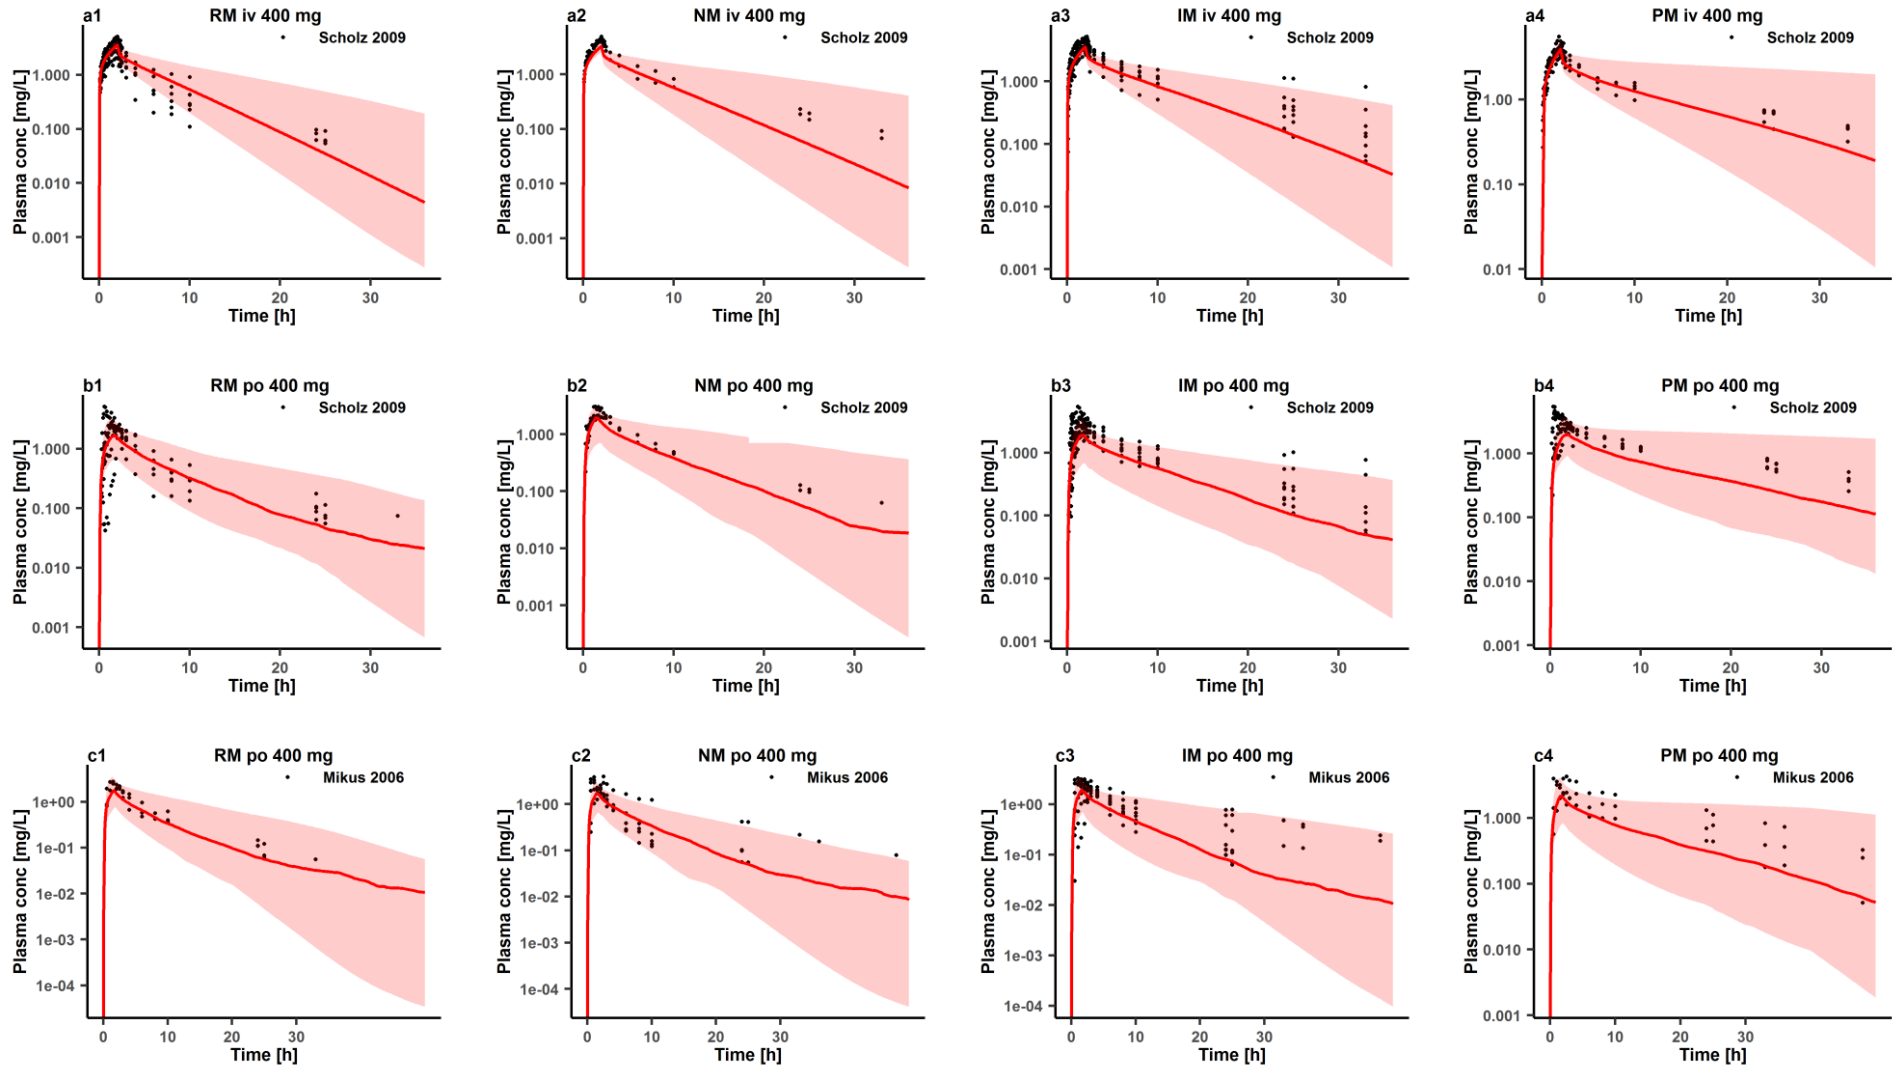 a1 RM iv 400 mg
Scholz 2009
Plasma conc [mg/L]
1.000
0.100
0.010
0.001
0 10 20 30
Time [h]
a2 NM iv 400 mg
Scholz 2009
Plasma conc [mg/L]
1.000
0.100
0.010
0.001
0 10 20 30
Time [h]
a3 IM iv 400 mg
Scholz 2009
Plasma conc [mg/L]
1.000
0.100
0.010
0.001
0 10 20 30
Time [h]
a4 PM iv 400 mg
Scholz 2009
Plasma conc [mg/L]
1.00
0.10
0.01
0 10 20 30
Time [h]
b1 RM po 400 mg
Scholz 2009
Plasma conc [mg/L]
1.000
0.100
0.010
0.001
0 10 20 30
Time [h]
b2 NM po 400 mg
Scholz 2009
Plasma conc [mg/L]
1.000
0.100
0.010
0.001
0 10 20 30
Time [h]
b3 IM po 400 mg
Scholz 2009
Plasma conc [mg/L]
1.000
0.100
0.010
0.001
0 10 20 30
Time [h]
b4 PM po 400 mg
Scholz 2009
Plasma conc [mg/L]
1.000
0.100
0.010
0.001
0 10 20 30
Time [h]
c1 RM po 400 mg
Mikus 2006
Plasma conc [mg/L]
1e+00
1e-01
1e-02
1e-03
1e-04
0 10 20 30
Time [h]
c2 NM po 400 mg
Mikus 2006
Plasma conc [mg/L]
1e+00
1e-01
1e-02
1e-03
1e-04
0 10 20 30
Time [h]
c3 IM po 400 mg
Mikus 2006
Plasma conc [mg/L]
1e+00
1e-01
1e-02
1e-03
1e-04
0 10 20 30
Time [h]
c4 PM po 400 mg
Mikus 2006
Plasma conc [mg/L]
1.000
0.100
0.010
0.001
0 10 20 30
Time [h]